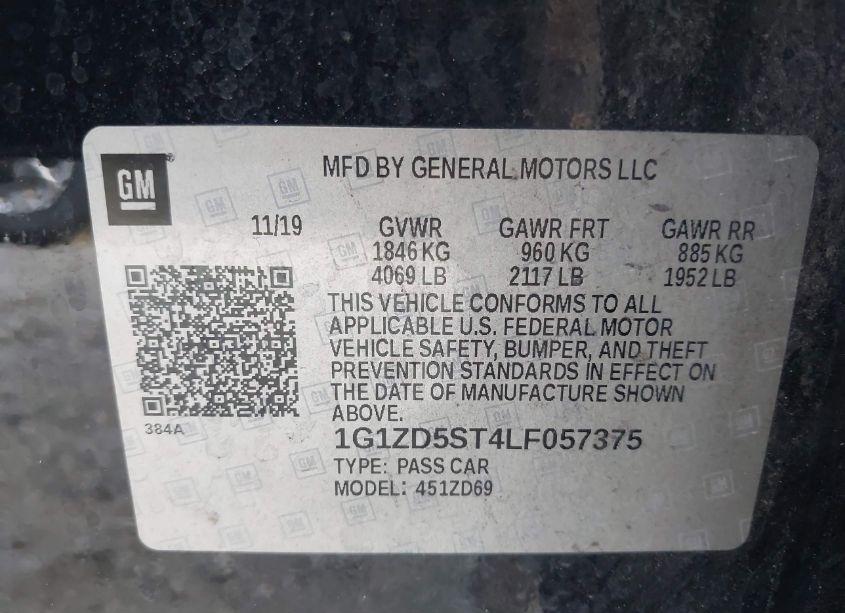 GM
MFD BY GENERAL MOTORS LLC
11/19 GVWR GAWR FRT GAWR RR
1846 KG 960 KG 885 KG
4069 LB 2117 LB 1952 LB
THIS VEHICLE CONFORMS TO ALL
APPLICABLE U.S. FEDERAL MOTOR
VEHICLE SAFETY, BUMPER, AND THEFT
PREVENTION STANDARDS IN EFFECT ON
THE DATE OF MANUFACTURE SHOWN
ABOVE.
384A
1G1ZD5ST4LF057375
TYPE: PASS CAR
MODEL: 451ZD69